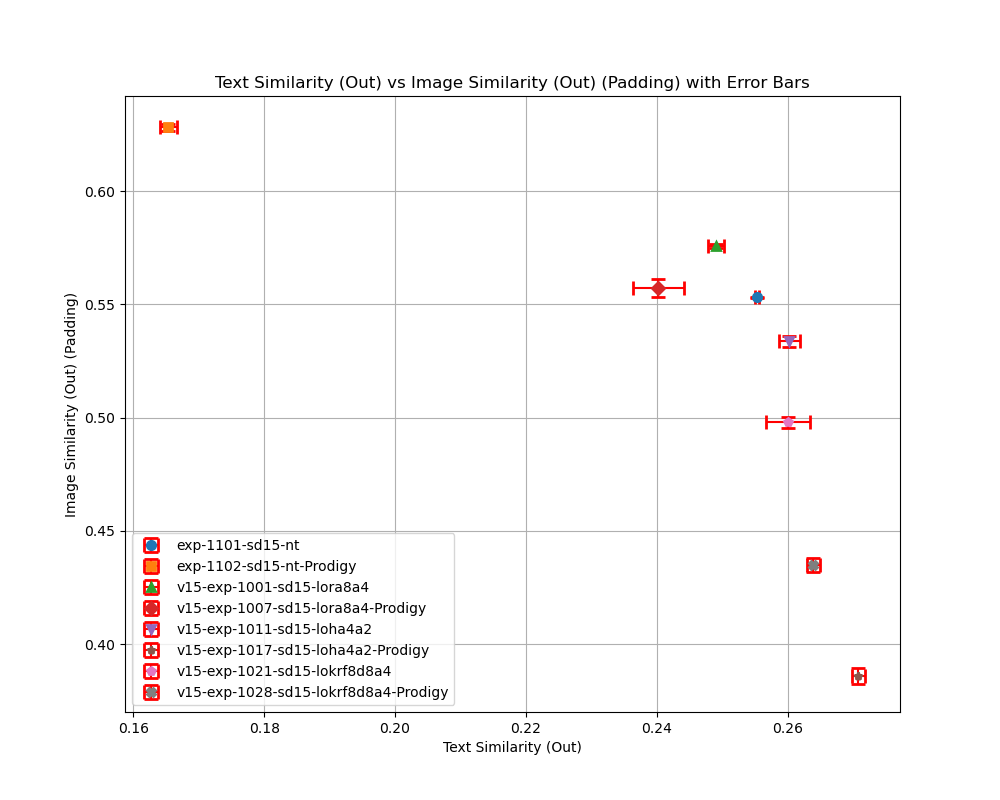 Text Similarity (Out) vs Image Similarity (Out) (Padding) with Error Bars
Image Similarity (Out) (Padding)
0.60
0.55
0.50
0.45
0.40
exp-1101-sd15-nt
exp-1102-sd15-nt-Prodigy
v15-exp-1001-sd15-lora8a4
v15-exp-1007-sd15-lora8a4-Prodigy
v15-exp-1011-sd15-loha4a2
v15-exp-1017-sd15-loha4a2-Prodigy
v15-exp-1021-sd15-lokrf8d8a4
v15-exp-1028-sd15-lokrf8d8a4-Prodigy
0.16 0.18 0.20 0.22 0.24 0.26
Text Similarity (Out)